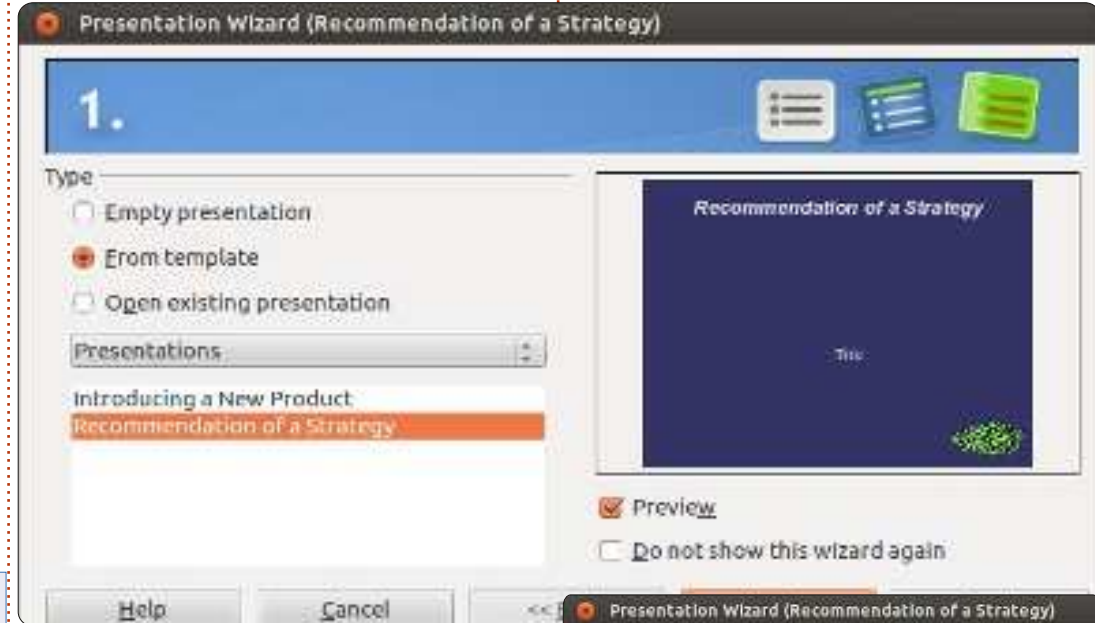 Presentation Wizard (Recommendation of a Strategy)
1.
Type
Empty presentation
From template
Open existing presentation
Presentations
Introducing a New Product
Recommendation of a Strategy
Recommendation of a Strategy
Title
Preview
Do not show this wizard again
Help
Cancel
<<
Presentation Wizard (Recommendation of a Strategy)